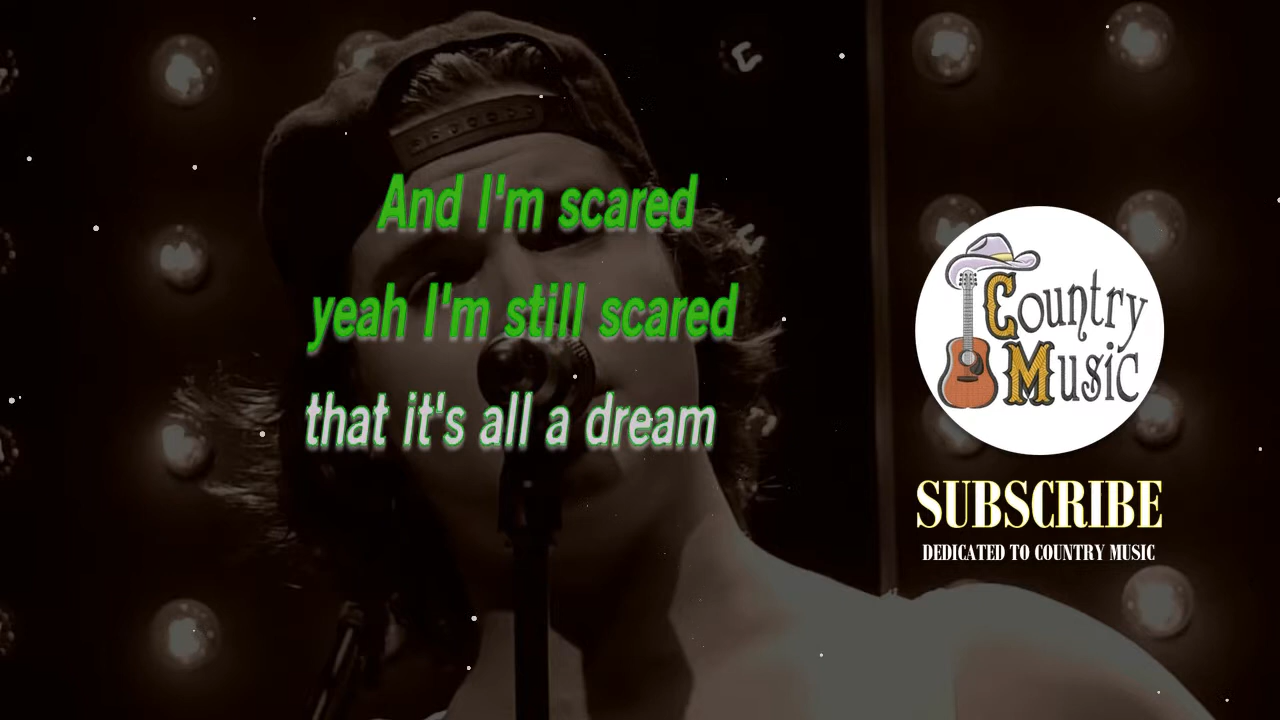 And I'm scared
yeah I'm still scared
that it's all a dream
Country
Music
SUBSCRIBE
DEDICATED TO COUNTRY MUSIC